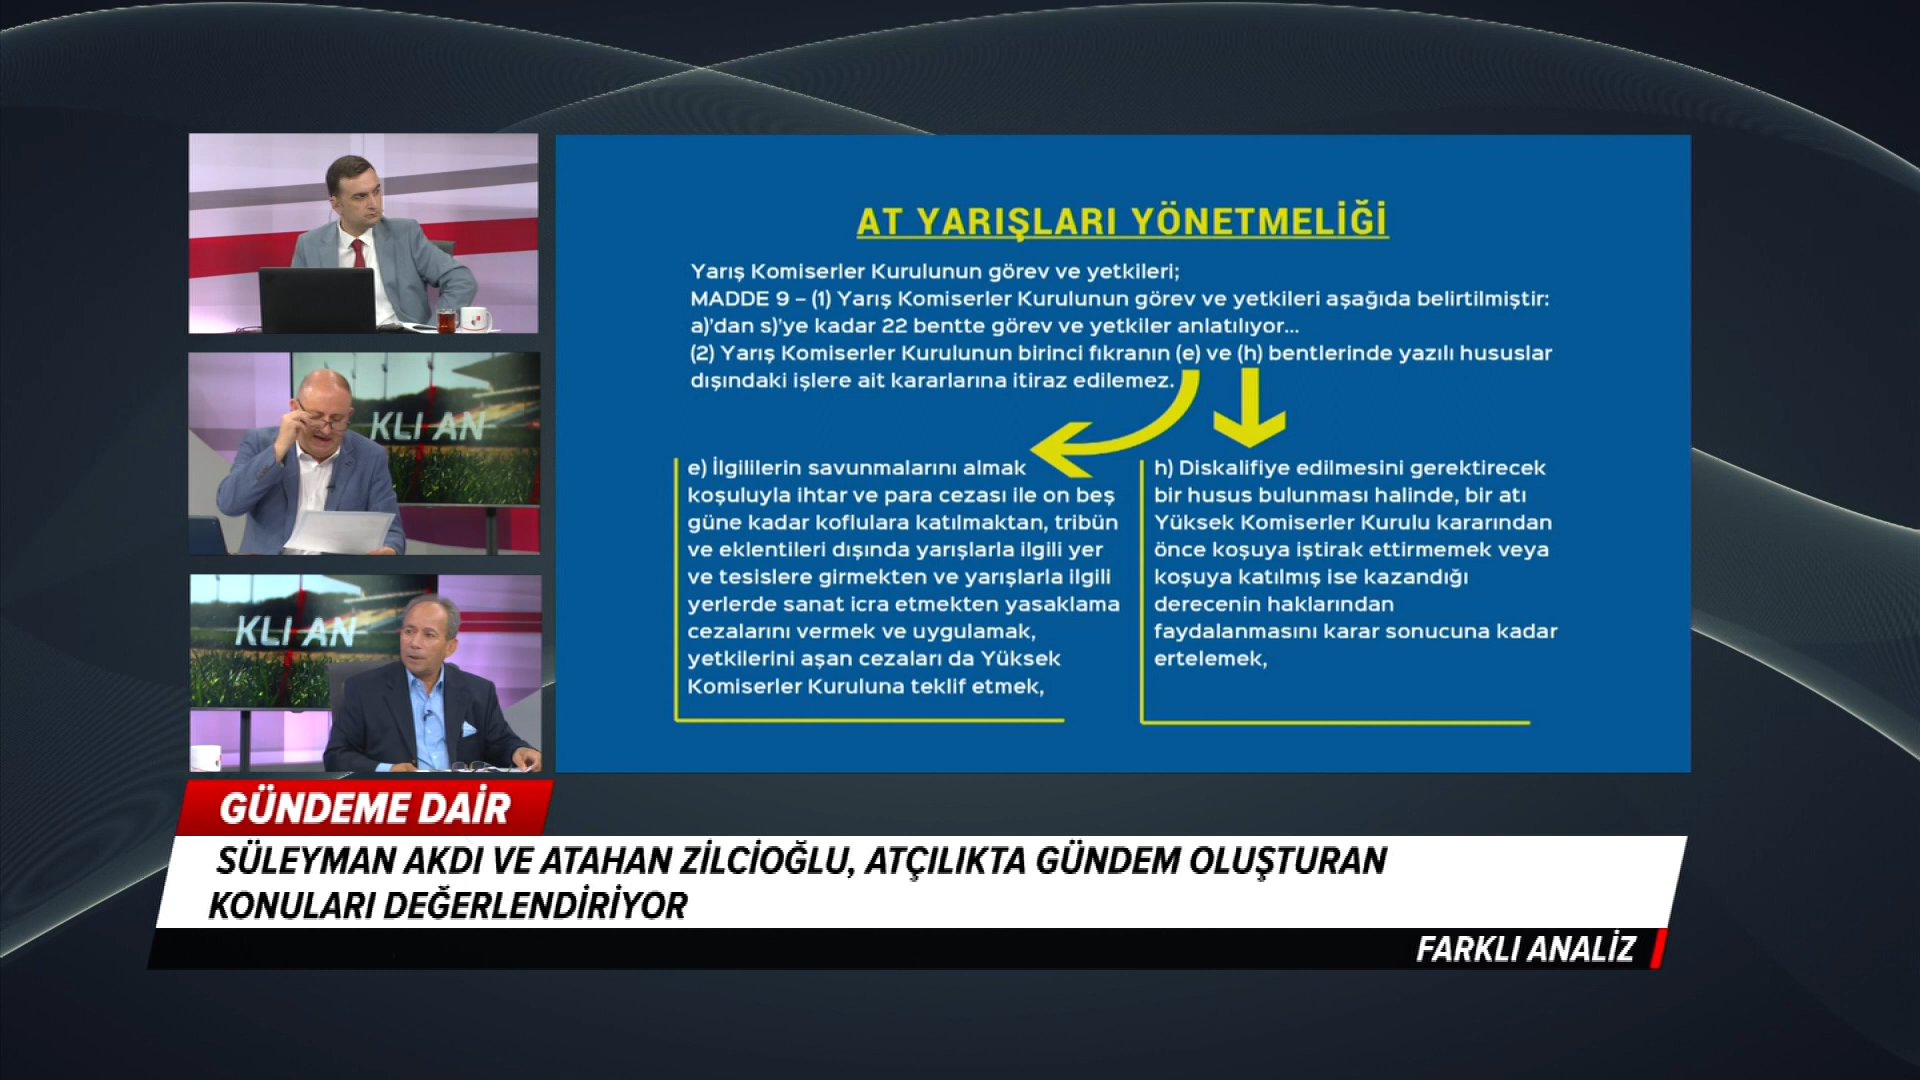 AT YARIŞLARI YÖNETMELİĞİ
Yarış Komiserler Kurulunun görev ve yetkileri;
MADDE 9 – (1) Yarış Komiserler Kurulunun görev ve yetkileri aşağıda belirtilmiştir:
a)'dan s)'ye kadar 22 bentte görev ve yetkiler anlatılıyor...
(2) Yarış Komiserler Kurulunun birinci fıkranın (e) ve (h) bentlerinde yazılı hususlar
dışındaki işlere ait kararlarına itiraz edilemez.
e) İlgililerin savunmalarını almak
koşuluyla ihtar ve para cezası ile on beş
güne kadar koflulara katılmaktan, tribün
ve eklentileri dışında yarışlarla ilgili yer
ve tesislere girmekten ve yarışlarla ilgili
yerlerde sanat icra etmekten yasaklama
cezalarını vermek ve uygulamak,
yetkilerini aşan cezaları da Yüksek
Komiserler Kuruluna teklif etmek,
h) Diskalifiye edilmesini gerektirecek
bir husus bulunması halinde, bir atı
Yüksek Komiserler Kurulu kararından
önce koşuya iştirak ettirmemek veya
koşuya katılmış ise kazandığı
derecenin haklarından
faydalanmasını karar sonucuna kadar
ertelemek,
KLI AN
KLI AN
GÜNDEME DAİR
SÜLEYMAN AKDI VE ATAHAN ZİLCİOĞLU, ATÇILIKTA GÜNDEM OLUŞTURAN
KONULARI DEĞERLENDİRİYOR
FARKLI ANALİZ